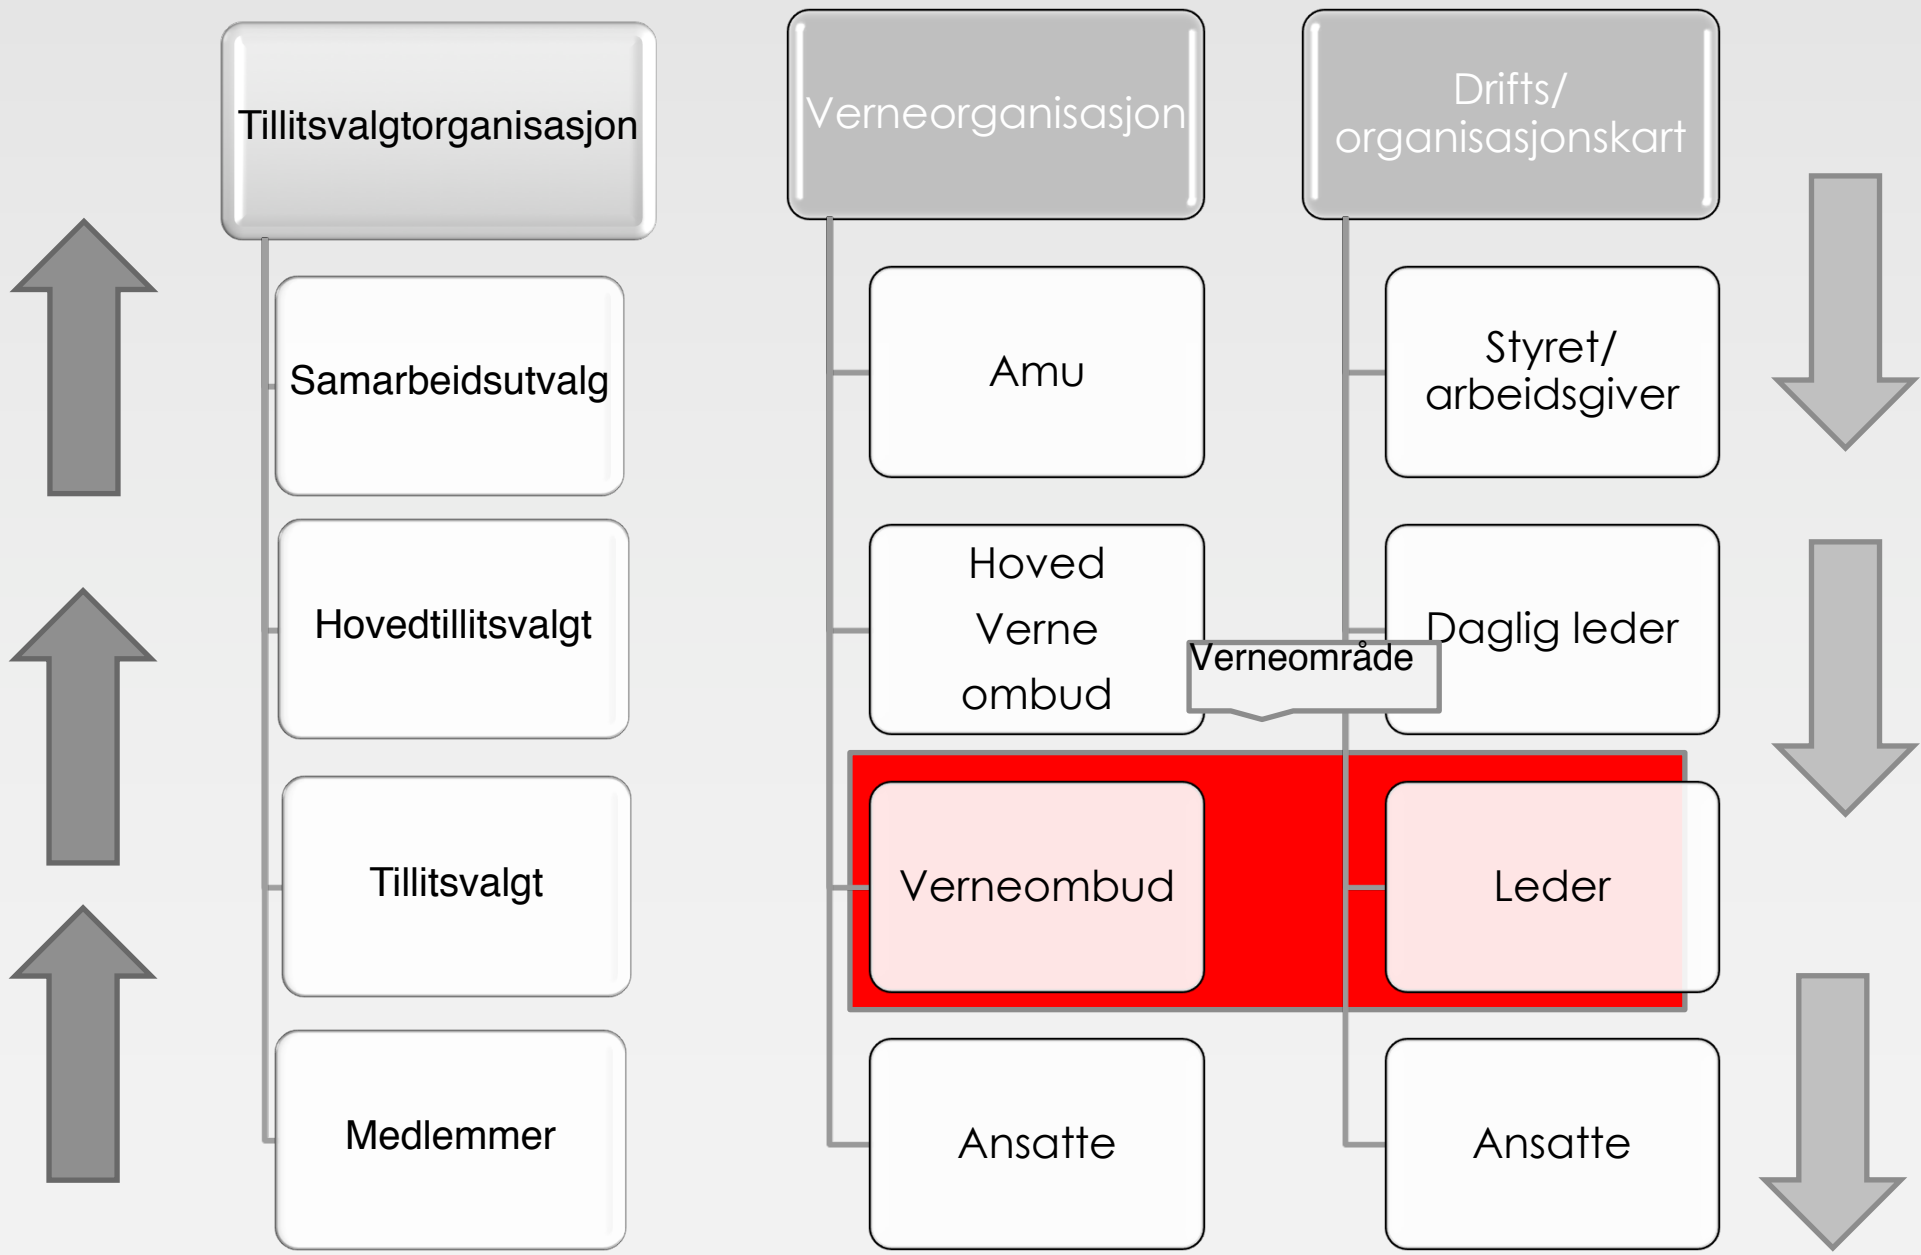 Tillitsvalgtorganisasjon
Samarbeidsutvalg
Hovedtillitsvalgt
Tillitsvalgt
Medlemmer
Verneorganisasjon
Amu
Hoved
Verne
ombud
Verneombud
Ansatte
Verneområde
Drifts/
organisasjonskart
Styret/
arbeidsgiver
Daglig leder
Leder
Ansatte